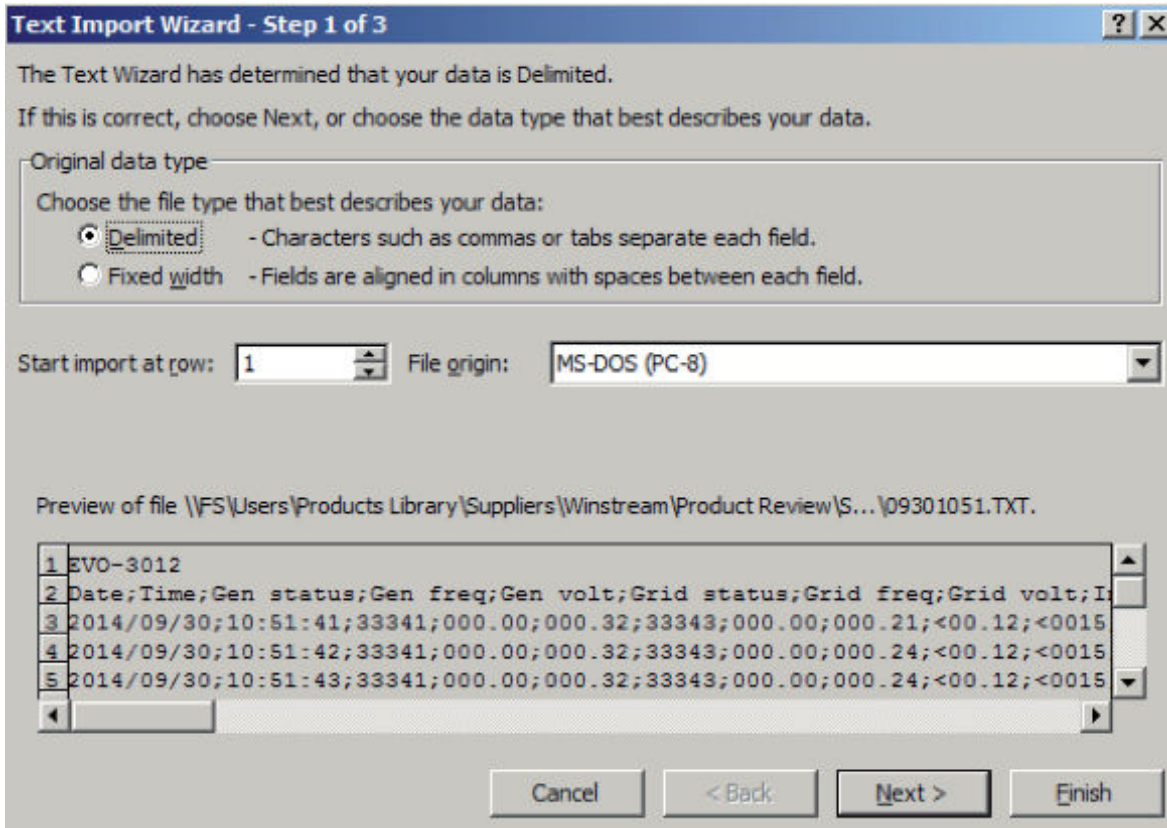 Text Import Wizard - Step 1 of 3
The Text Wizard has determined that your data is Delimited.
If this is correct, choose Next, or choose the data type that best describes your data.
Original data type
Choose the file type that best describes your data:
Delimited - Characters such as commas or tabs separate each field.
Fixed width - Fields are aligned in columns with spaces between each field.
Start import at row: 1 File origin: MS-DOS (PC-8)
Preview of file \\FS\Users\Products Library\Suppliers\Winstream\Product Review\S...\09301051.TXT.
1 EVO-3012
2 Date;Time;Gen status;Gen freq;Gen volt;Grid status;Grid freq;Grid volt;
3 2014/09/30;10:51:41;33341;000.00;000.32;33343;000.00;000.21;<00.12;<0015
4 2014/09/30;10:51:42;33341;000.00;000.32;33343;000.00;000.24;<00.12;<0015
5 2014/09/30;10:51:43;33341;000.00;000.32;33343;000.00;000.24;<00.12;<0015
Cancel < Back Next > Finish